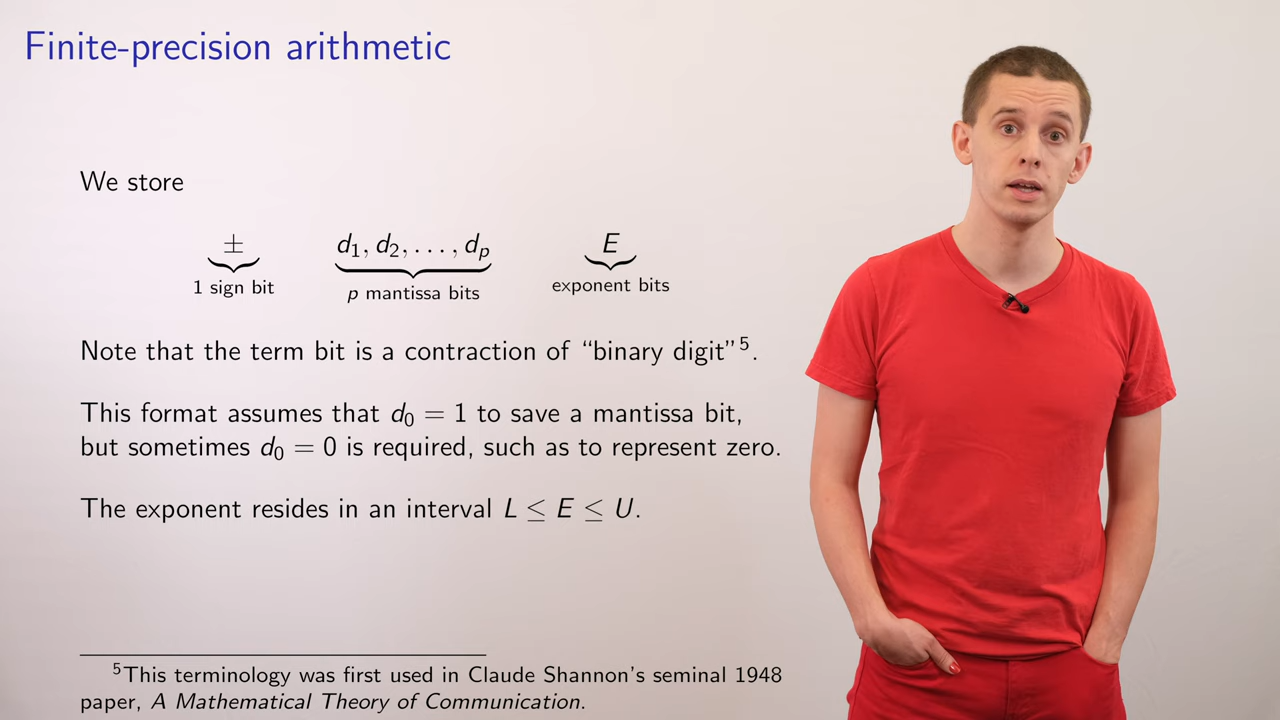 Finite-precision arithmetic
We store
± d₁, d₂, . . . , dₚ E
1 sign bit p mantissa bits exponent bits
Note that the term bit is a contraction of “binary digit”⁵.
This format assumes that d₀ = 1 to save a mantissa bit,
but sometimes d₀ = 0 is required, such as to represent zero.
The exponent resides in an interval L ≤ E ≤ U.
⁵This terminology was first used in Claude Shannon’s seminal 1948
paper, A Mathematical Theory of Communication.